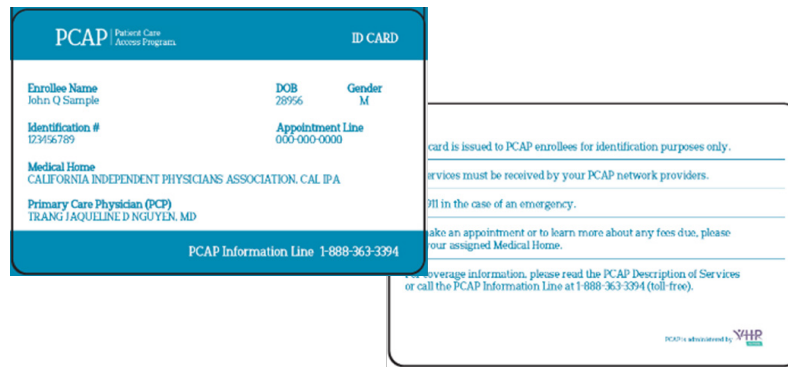 PCAP Patient Care
Access Program.
ID CARD
Enrollee Name
John Q Sample
DOB
28956
Gender
M
Identification #
123456789
Appointment Line
000-000-0000
Medical Home
CALIFORNIA INDEPENDENT PHYSICIANS ASSOCIATION, CAL IPA
Primary Care Physician (PCP)
TRANG JAQUELINE D NGUYEN, MD
PCAP Information Line 1-888-363-3394
card is issued to PCAP enrollees for identification purposes only.
ervices must be received by your PCAP network providers.
911 in the case of an emergency.
ake an appointment or to learn more about any fees due, please
our assigned Medical Home.
For coverage information, please read the PCAP Description of Services
or call the PCAP Information Line at 1-888-363-3394 (toll-free).
PCAP is administered by